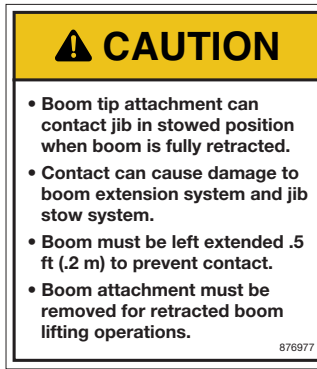 CAUTION
• Boom tip attachment can
contact jib in stowed position
when boom is fully retracted.
• Contact can cause damage to
boom extension system and jib
stow system.
• Boom must be left extended .5
ft (.2 m) to prevent contact.
• Boom attachment must be
removed for retracted boom
lifting operations.
876977